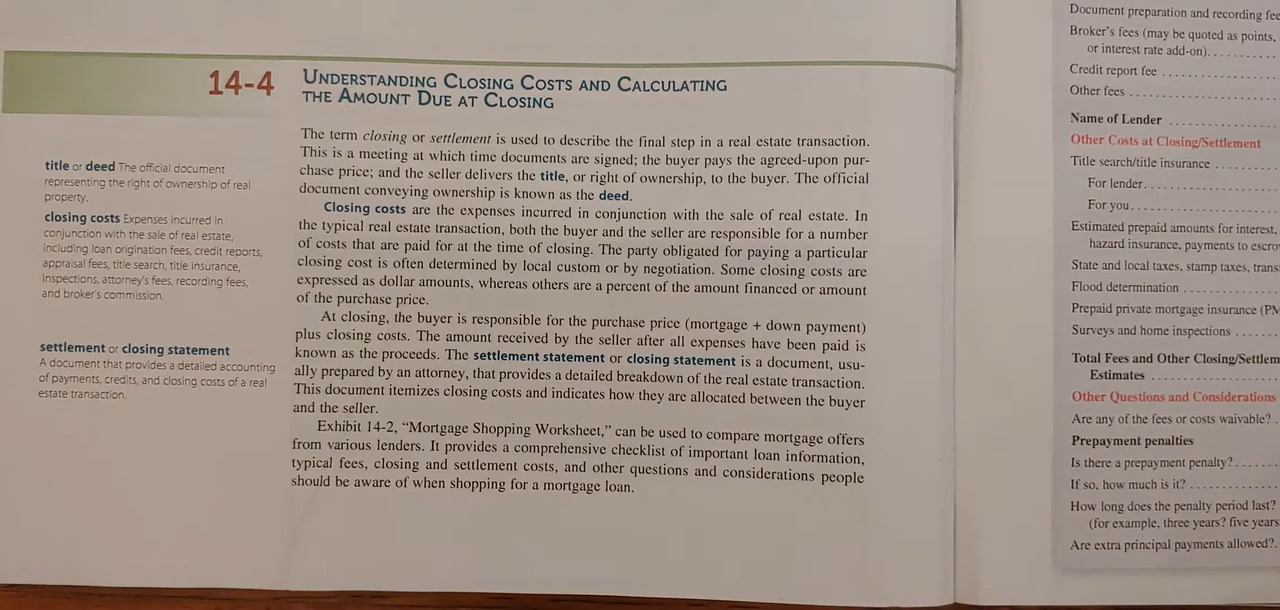 14-4
UNDERSTANDING CLOSING COSTS AND CALCULATING
THE AMOUNT DUE AT CLOSING
title or deed The official document
representing the right of ownership of real
property.
closing costs Expenses incurred in
conjunction with the sale of real estate,
including loan origination fees, credit reports,
appraisal fees, title search, title insurance,
inspections, attorney's fees, recording fees,
and broker's commission.
settlement or closing statement
A document that provides a detailed accounting
of payments, credits, and closing costs of a real
estate transaction.
The term closing or settlement is used to describe the final step in a real estate transaction.
This is a meeting at which time documents are signed; the buyer pays the agreed-upon pur-
chase price; and the seller delivers the title, or right of ownership, to the buyer. The official
document conveying ownership is known as the deed.
Closing costs are the expenses incurred in conjunction with the sale of real estate. In
the typical real estate transaction, both the buyer and the seller are responsible for a number
of costs that are paid for at the time of closing. The party obligated for paying a particular
closing cost is often determined by local custom or by negotiation. Some closing costs are
expressed as dollar amounts, whereas others are a percent of the amount financed or amount
of the purchase price.
At closing, the buyer is responsible for the purchase price (mortgage + down payment)
plus closing costs. The amount received by the seller after all expenses have been paid is
known as the proceeds. The settlement statement or closing statement is a document, usu-
ally prepared by an attorney, that provides a detailed breakdown of the real estate transaction.
This document itemizes closing costs and indicates how they are allocated between the buyer
and the seller.
Exhibit 14-2, “Mortgage Shopping Worksheet,” can be used to compare mortgage offers
from various lenders. It provides a comprehensive checklist of important loan information,
typical fees, closing and settlement costs, and other questions and considerations people
should be aware of when shopping for a mortgage loan.
Document preparation and recording fee
Broker's fees (may be quoted as points,
or interest rate add-on). . . . . . . . . .
Credit report fee . . . . . . . . . . . . . . . .
Other fees . . . . . . . . . . . . . . . . . . . . .
Name of Lender . . . . . . . . . . . . . . .
Other Costs at Closing/Settlement
Title search/title insurance . . . . . . . . .
For lender. . . . . . . . . . . . . . . . . . . .
For you. . . . . . . . . . . . . . . . . . . . . .
Estimated prepaid amounts for interest,
hazard insurance, payments to escro
State and local taxes, stamp taxes, trans
Flood determination . . . . . . . . . . . . .
Prepaid private mortgage insurance (PM
Surveys and home inspections . . . . . .
Total Fees and Other Closing/Settlem
Estimates . . . . . . . . . . . . . . . . . . .
Other Questions and Considerations
Are any of the fees or costs waivable? .
Prepayment penalties
Is there a prepayment penalty?. . . . . .
If so, how much is it? . . . . . . . . . . . .
How long does the penalty period last?
(for example, three years? five years
Are extra principal payments allowed?.